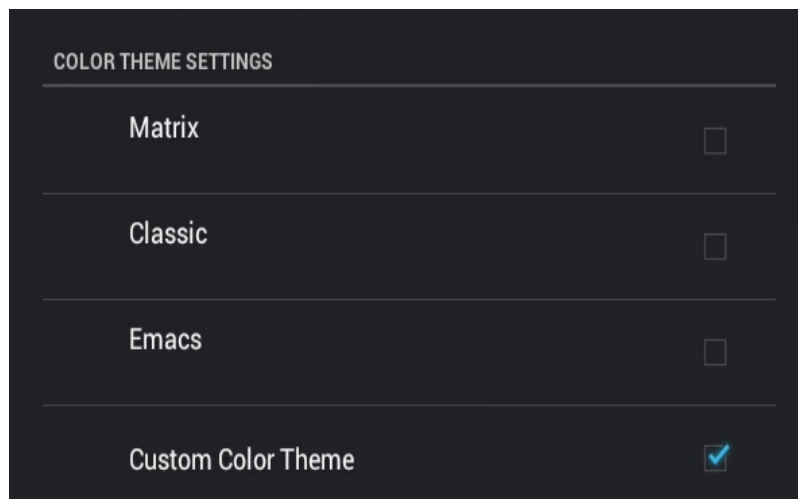 COLOR THEME SETTINGS
Matrix
Classic
Emacs
Custom Color Theme